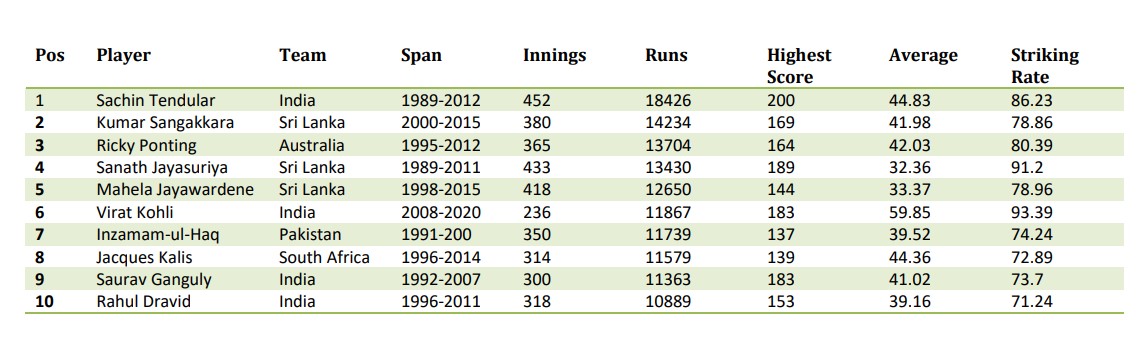 Pos Player Team Span Innings Runs Highest Score Average Striking Rate
1 Sachin Tendular India 1989-2012 452 18426 200 44.83 86.23
2 Kumar Sangakkara Sri Lanka 2000-2015 380 14234 169 41.98 78.86
3 Ricky Ponting Australia 1995-2012 365 13704 164 42.03 80.39
4 Sanath Jayasuriya Sri Lanka 1989-2011 433 13430 189 32.36 91.2
5 Mahela Jayawardene Sri Lanka 1998-2015 418 12650 144 33.37 78.96
6 Virat Kohli India 2008-2020 236 11867 183 59.85 93.39
7 Inzamam-ul-Haq Pakistan 1991-200 350 11739 137 39.52 74.24
8 Jacques Kalis South Africa 1996-2014 314 11579 139 44.36 72.89
9 Saurav Ganguly India 1992-2007 300 11363 183 41.02 73.7
10 Rahul Dravid India 1996-2011 318 10889 153 39.16 71.24